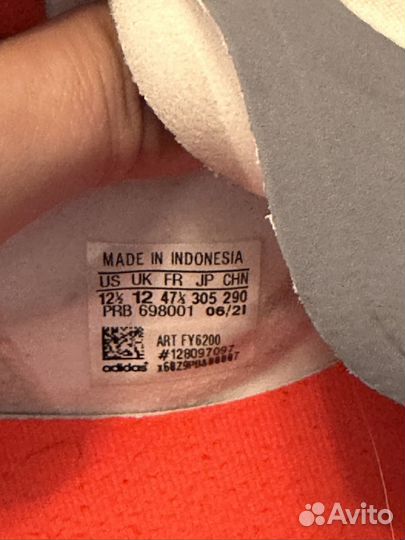 MADE IN INDONESIA
US UK FR JP CHN
12½ 12 47⅓ 305 290
PRB 698001 06/21
ART FY6200
#128097097
adidas
Avito